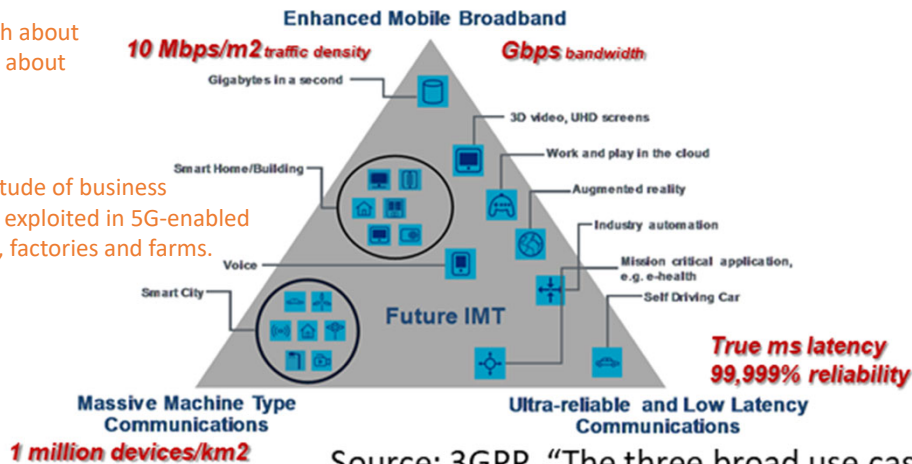 Enhanced Mobile Broadband
h about
about
10 Mbps/m2 traffic density
Gbps bandwidth
Gigabytes in a second
3D video, UHD screens
Work and play in the cloud
Smart Home/Building
itude of business
exploited in 5G-enabled
, factories and farms.
Augmented reality
Industry automation
Voice
Mission critical application,
e.g. e-health
Smart City
Self Driving Car
Future IMT
True ms latency
99,999% reliability
Massive Machine Type
Communications
Ultra-reliable and Low Latency
Communications
1 million devices/km2
Source: 3GPP, "The three broad use cas